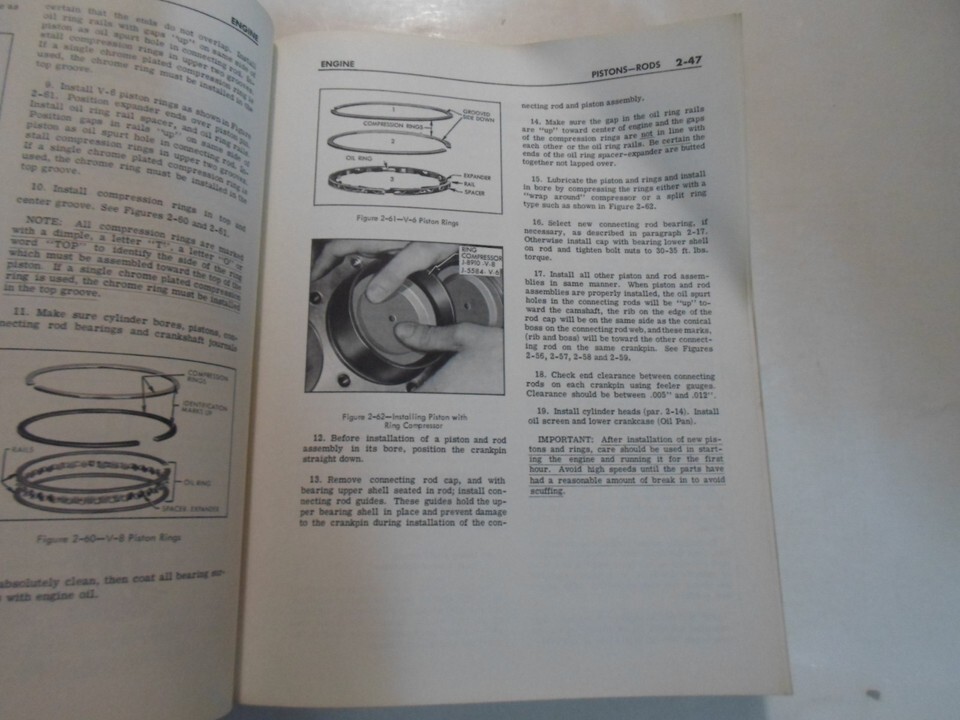 ENGINE
certain that the ends do not overlap. Install
oil ring rails with gaps "up" on same side of
piston as oil spurt hole in connecting rod. In-
stall compression rings in upper two grooves.
If a single chrome plated compression ring is
used, the chrome ring must be installed in the
top groove.
9. Install V-6 piston rings as shown in Figure
2-61. Position expander ends over piston pin.
Install oil ring rail spacer, and oil ring rails.
Position gaps in rails "up" on same side of
piston as oil spurt hole in connecting rod. In-
stall compression rings in upper two grooves.
If a single chrome plated compression ring is
used, the chrome ring must be installed in the
top groove.
10. Install compression rings in top and
center groove. See Figures 2-60 and 2-61.
NOTE: All compression rings are marked
with a dimple, a letter "T", a letter "O" or
word "TOP" to identify the side of the ring
which must be assembled toward the top of the
piston. If a single chrome plated compression
ring is used, the chrome ring must be installed
in the top groove.
11. Make sure cylinder bores, pistons, con-
necting rod bearings and crankshaft journals
COMPRESSION
RINGS
IDENTIFICATION
MARKS UP
RAILS
OIL RING
SPACER EXPANDER
Figure 2-60—V-8 Piston Rings
absolutely clean, then coat all bearing sur-
with engine oil.
ENGINE
PISTONS—RODS 2-47
1
GROOVED
SIDE DOWN
COMPRESSION RINGS
2
OIL RING
3
EXPANDER
RAIL
SPACER
Figure 2-61—V-6 Piston Rings
RING
COMPRESSOR
J-8910 -V-8
J-5584 -V-6
Figure 2-62—Installing Piston with
Ring Compressor
12. Before installation of a piston and rod
assembly in its bore, position the crankpin
straight down.
13. Remove connecting rod cap, and with
bearing upper shell seated in rod; install con-
necting rod guides. These guides hold the up-
per bearing shell in place and prevent damage
to the crankpin during installation of the con-
necting rod and piston assembly.
14. Make sure the gap in the oil ring rails
are "up" toward center of engine and the gaps
of the compression rings are not in line with
each other or the oil ring rails. Be certain the
ends of the oil ring spacer-expander are butted
together not lapped over.
15. Lubricate the piston and rings and install
in bore by compressing the rings either with a
"wrap around" compressor or a split ring
type such as shown in Figure 2-62.
16. Select new connecting rod bearing, if
necessary, as described in paragraph 2-17.
Otherwise install cap with bearing lower shell
on rod and tighten bolt nuts to 30-35 ft. lbs.
torque.
17. Install all other piston and rod assem-
blies in same manner. When piston and rod
assemblies are properly installed, the oil spurt
holes in the connecting rods will be "up" to-
ward the camshaft, the rib on the edge of the
rod cap will be on the same side as the conical
boss on the connecting rod web, and these marks,
(rib and boss) will be toward the other connect-
ing rod on the same crankpin. See Figures
2-56, 2-57, 2-58 and 2-59.
18. Check end clearance between connecting
rods on each crankpin using feeler gauges.
Clearance should be between .005" and .012".
19. Install cylinder heads (par. 2-14). Install
oil screen and lower crankcase (Oil Pan).
IMPORTANT: After installation of new pis-
tons and rings, care should be used in start-
ing the engine and running it for the first
hour. Avoid high speeds until the parts have
had a reasonable amount of break in to avoid
scuffing.